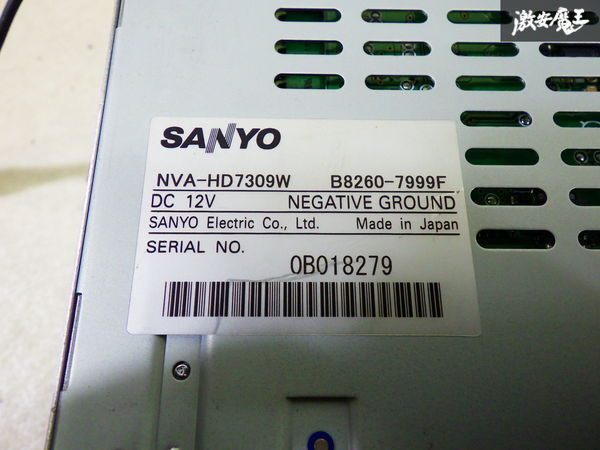 激安魔王
SANYO
NVA-HD7309W B8260-7999F
DC 12V NEGATIVE GROUND
SANYO Electric Co., Ltd. Made in Japan
SERIAL NO.
0B018279